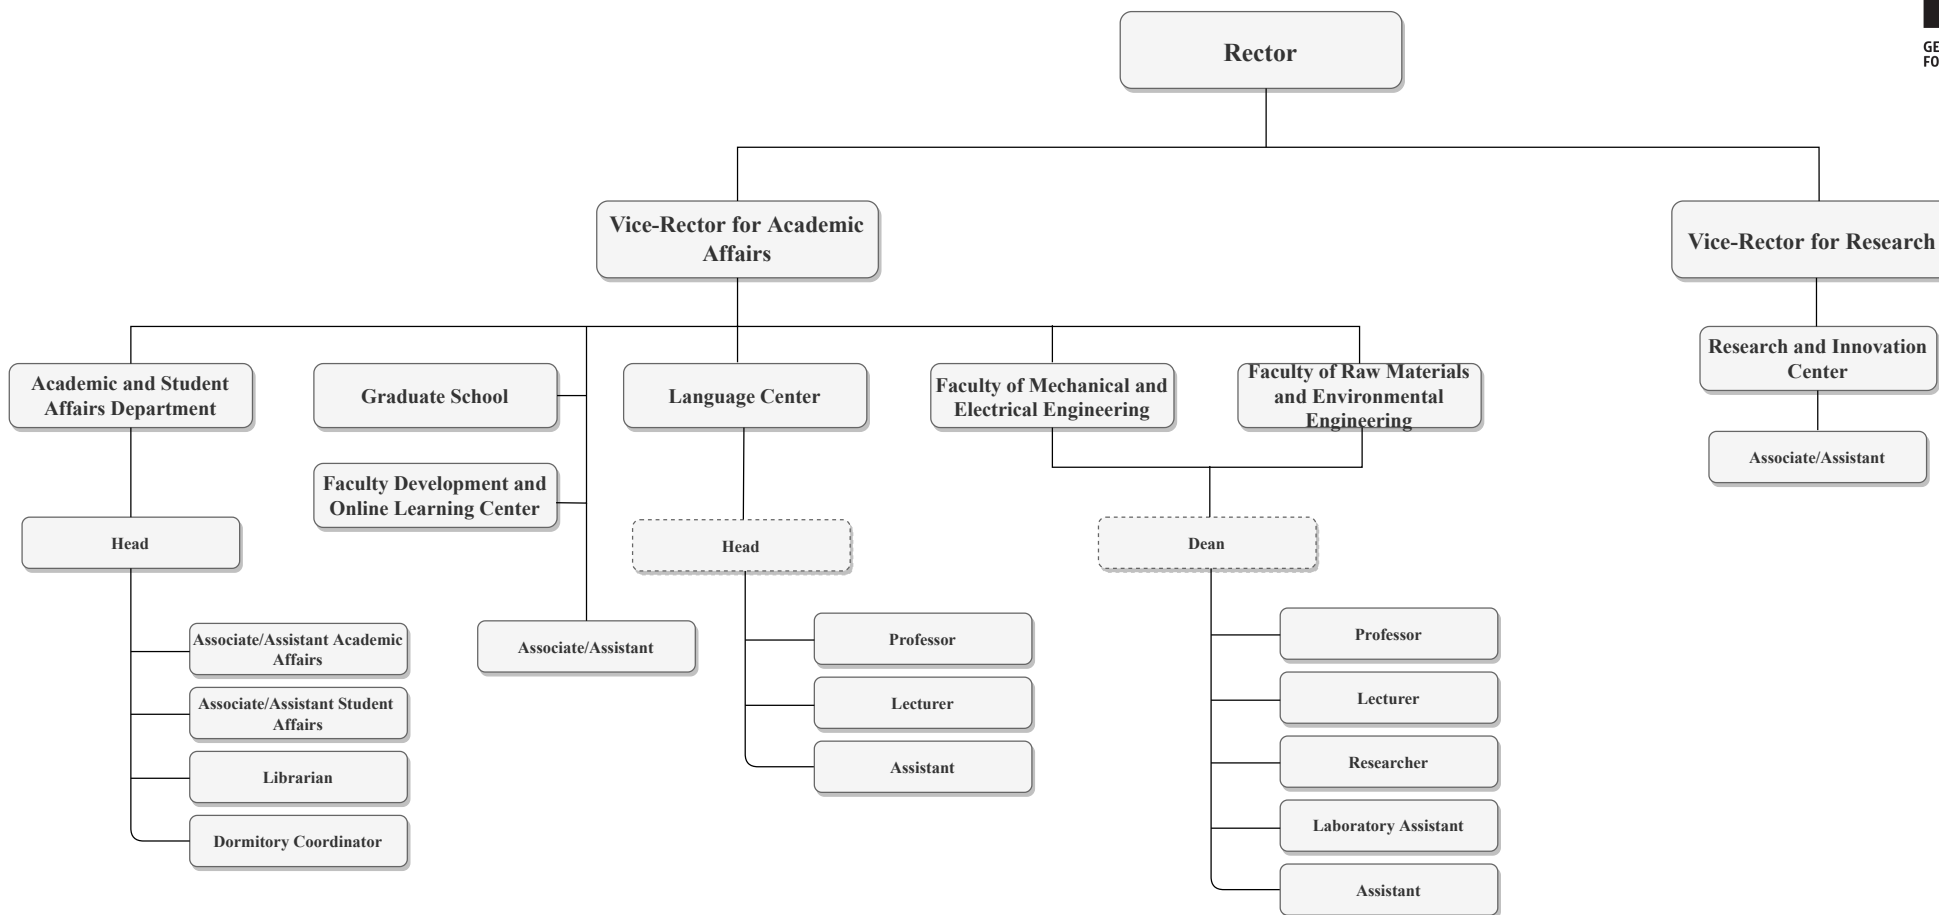 Rector
GE
FO
Vice-Rector for Academic
Affairs
Vice-Rector for Research
Academic and Student
Affairs Department
Graduate School
Language Center
Faculty of Mechanical and
Electrical Engineering
Faculty of Raw Materials
and Environmental
Engineering
Research and Innovation
Center
Associate/Assistant
Faculty Development and
Online Learning Center
Head
Head
Dean
Associate/Assistant Academic
Affairs
Associate/Assistant Student
Affairs
Librarian
Dormitory Coordinator
Associate/Assistant
Professor
Lecturer
Assistant
Professor
Lecturer
Researcher
Laboratory Assistant
Assistant